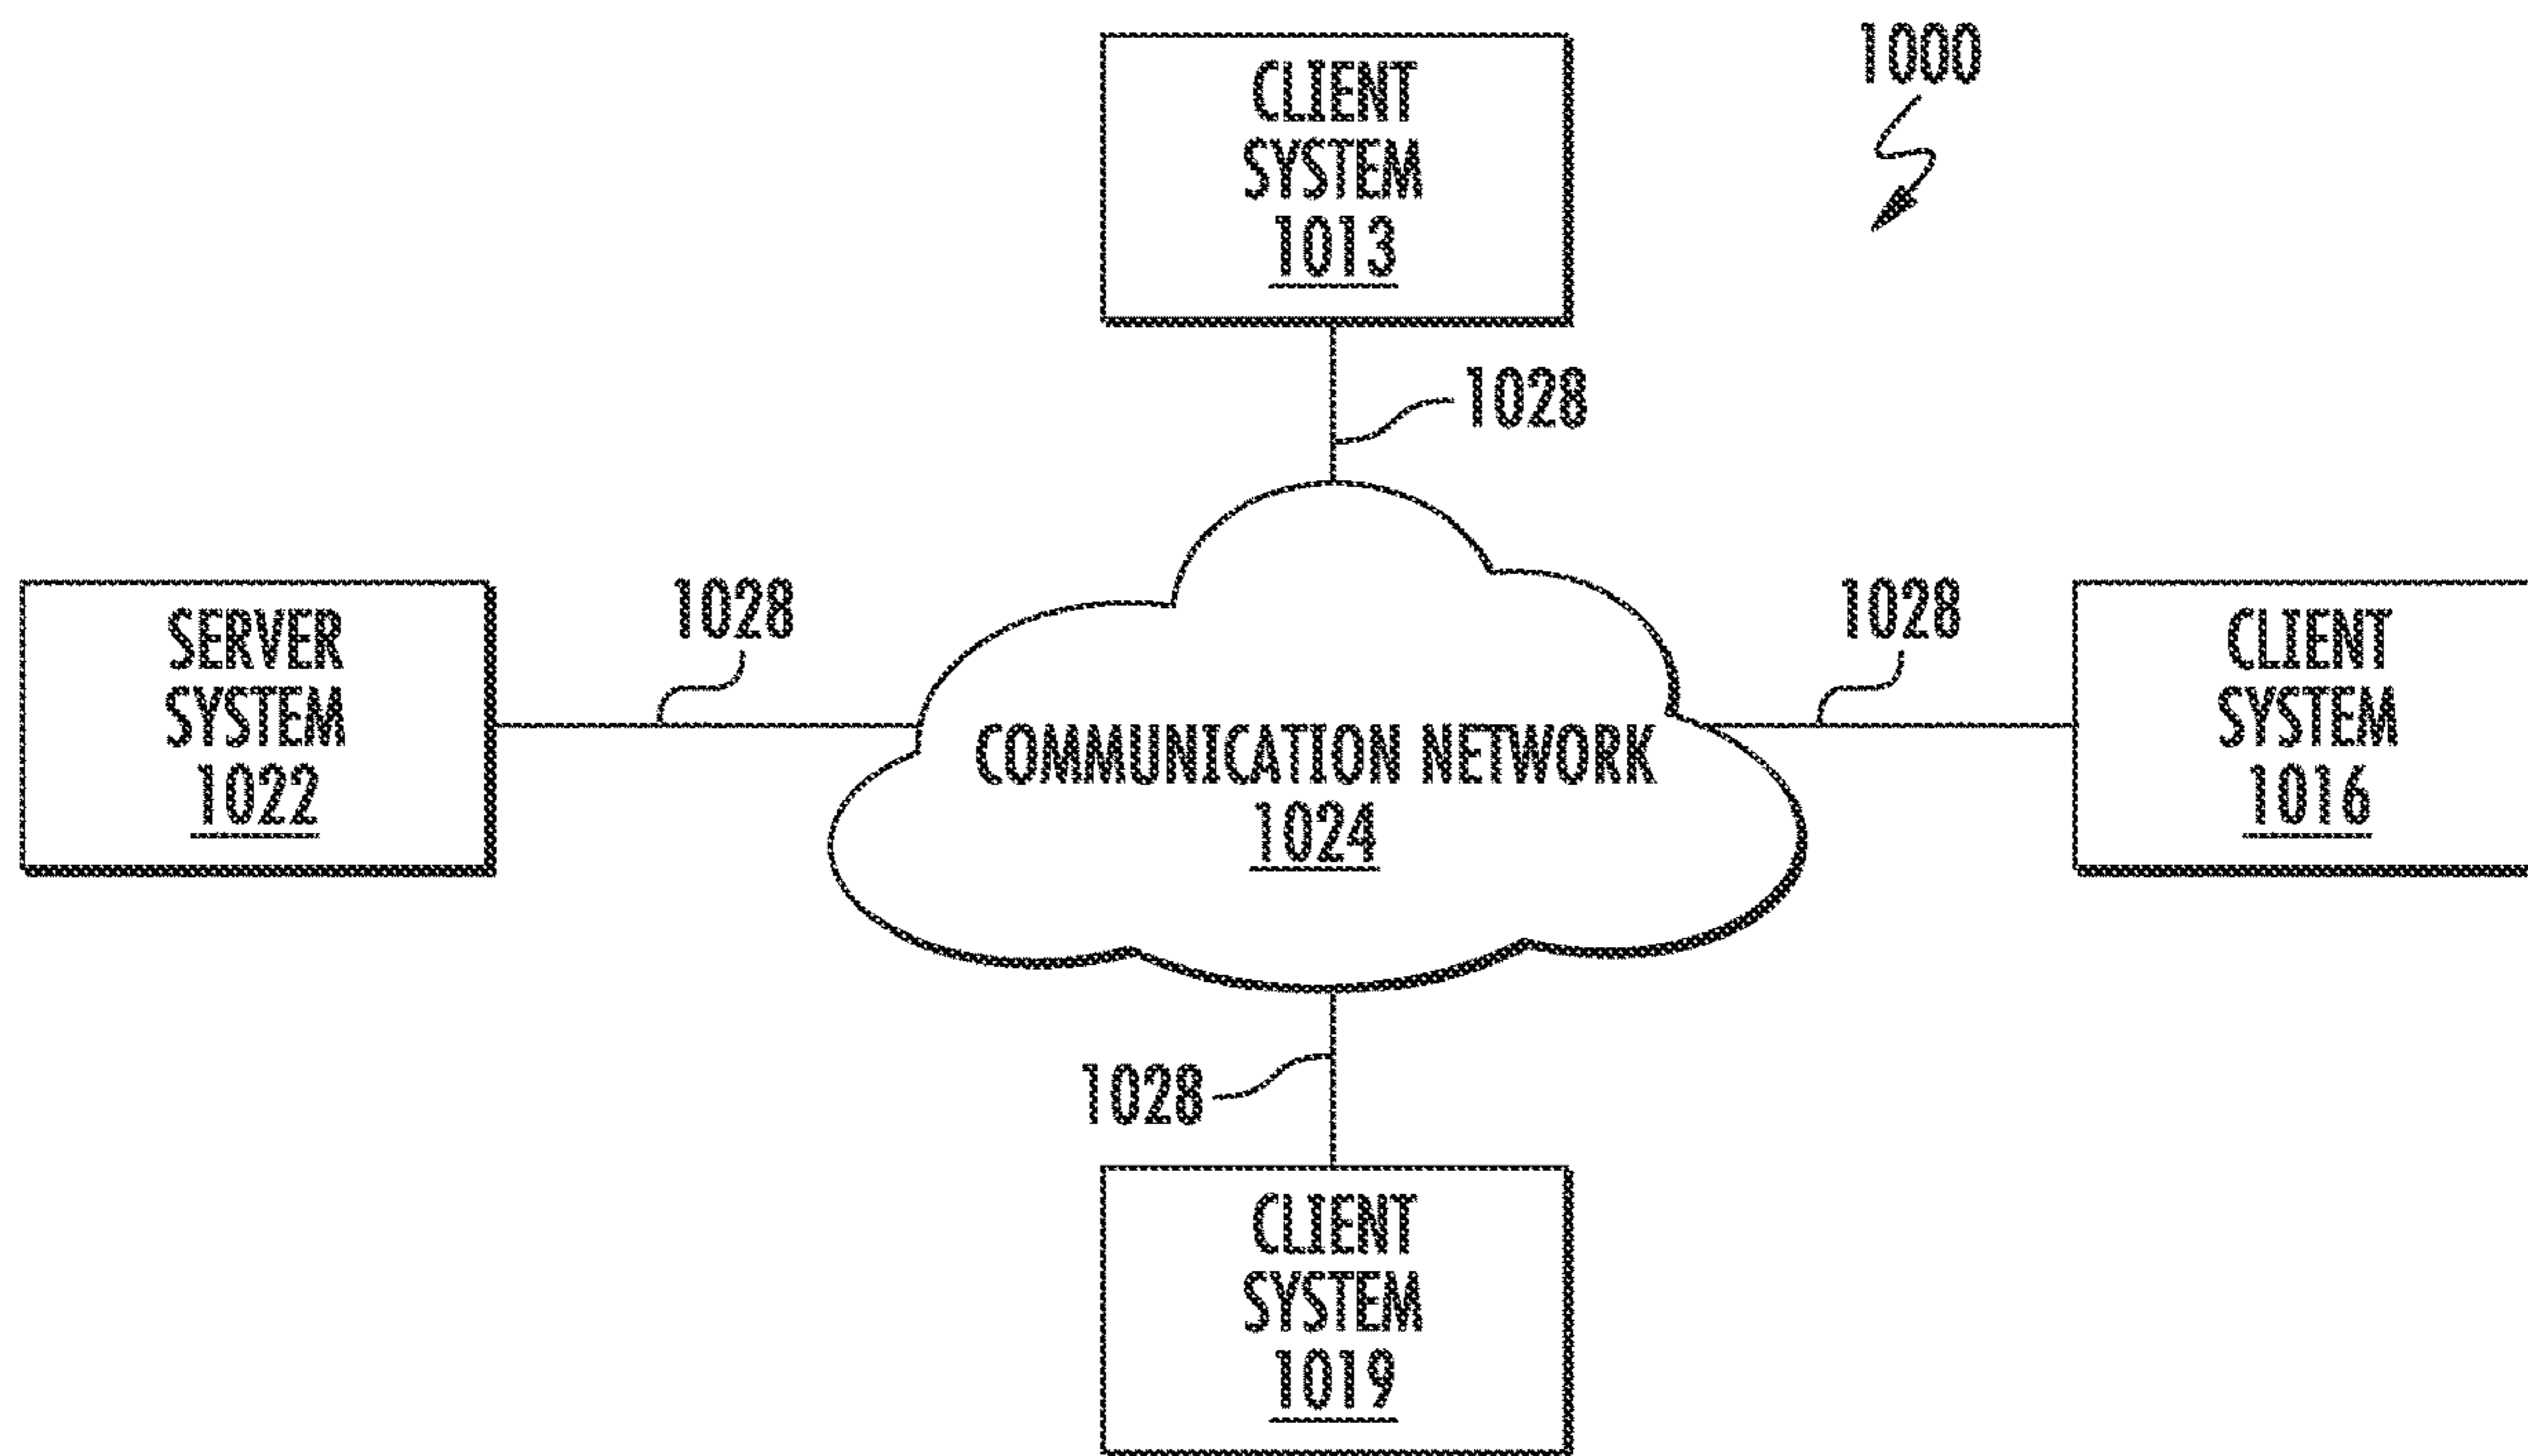 CLIENT
SYSTEM
1013
1000
1028
SERVER
SYSTEM
1022
1028
COMMUNICATION NETWORK
1024
1028
CLIENT
SYSTEM
1016
1028
CLIENT
SYSTEM
1019